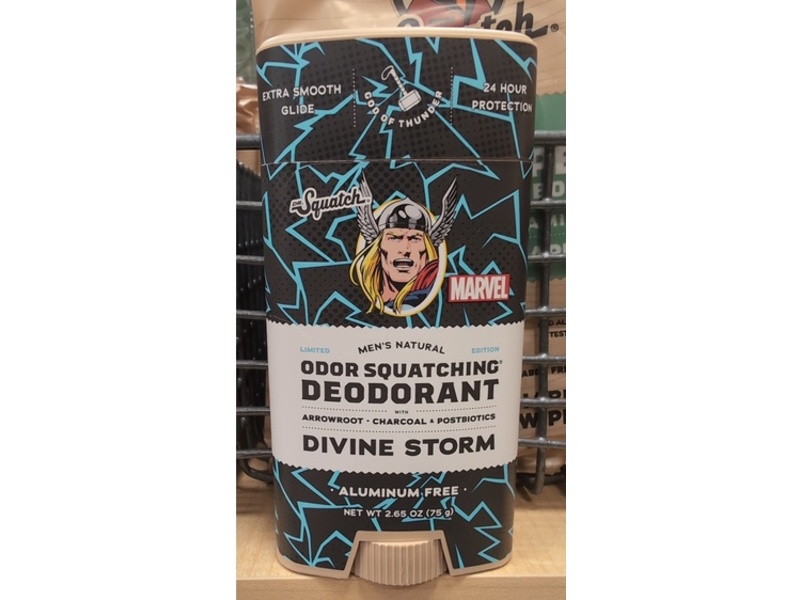 EXTRA SMOOTH
GLIDE
GOD OF THUNDER
24 HOUR
PROTECTION
DR. Squatch
MARVEL
LIMITED
MEN'S NATURAL
EDITION
ODOR SQUATCHING
DEODORANT
WITH
ARROWROOT • CHARCOAL & POSTBIOTICS
DIVINE STORM
• ALUMINUM FREE •
NET WT 2.65 OZ (75 g)